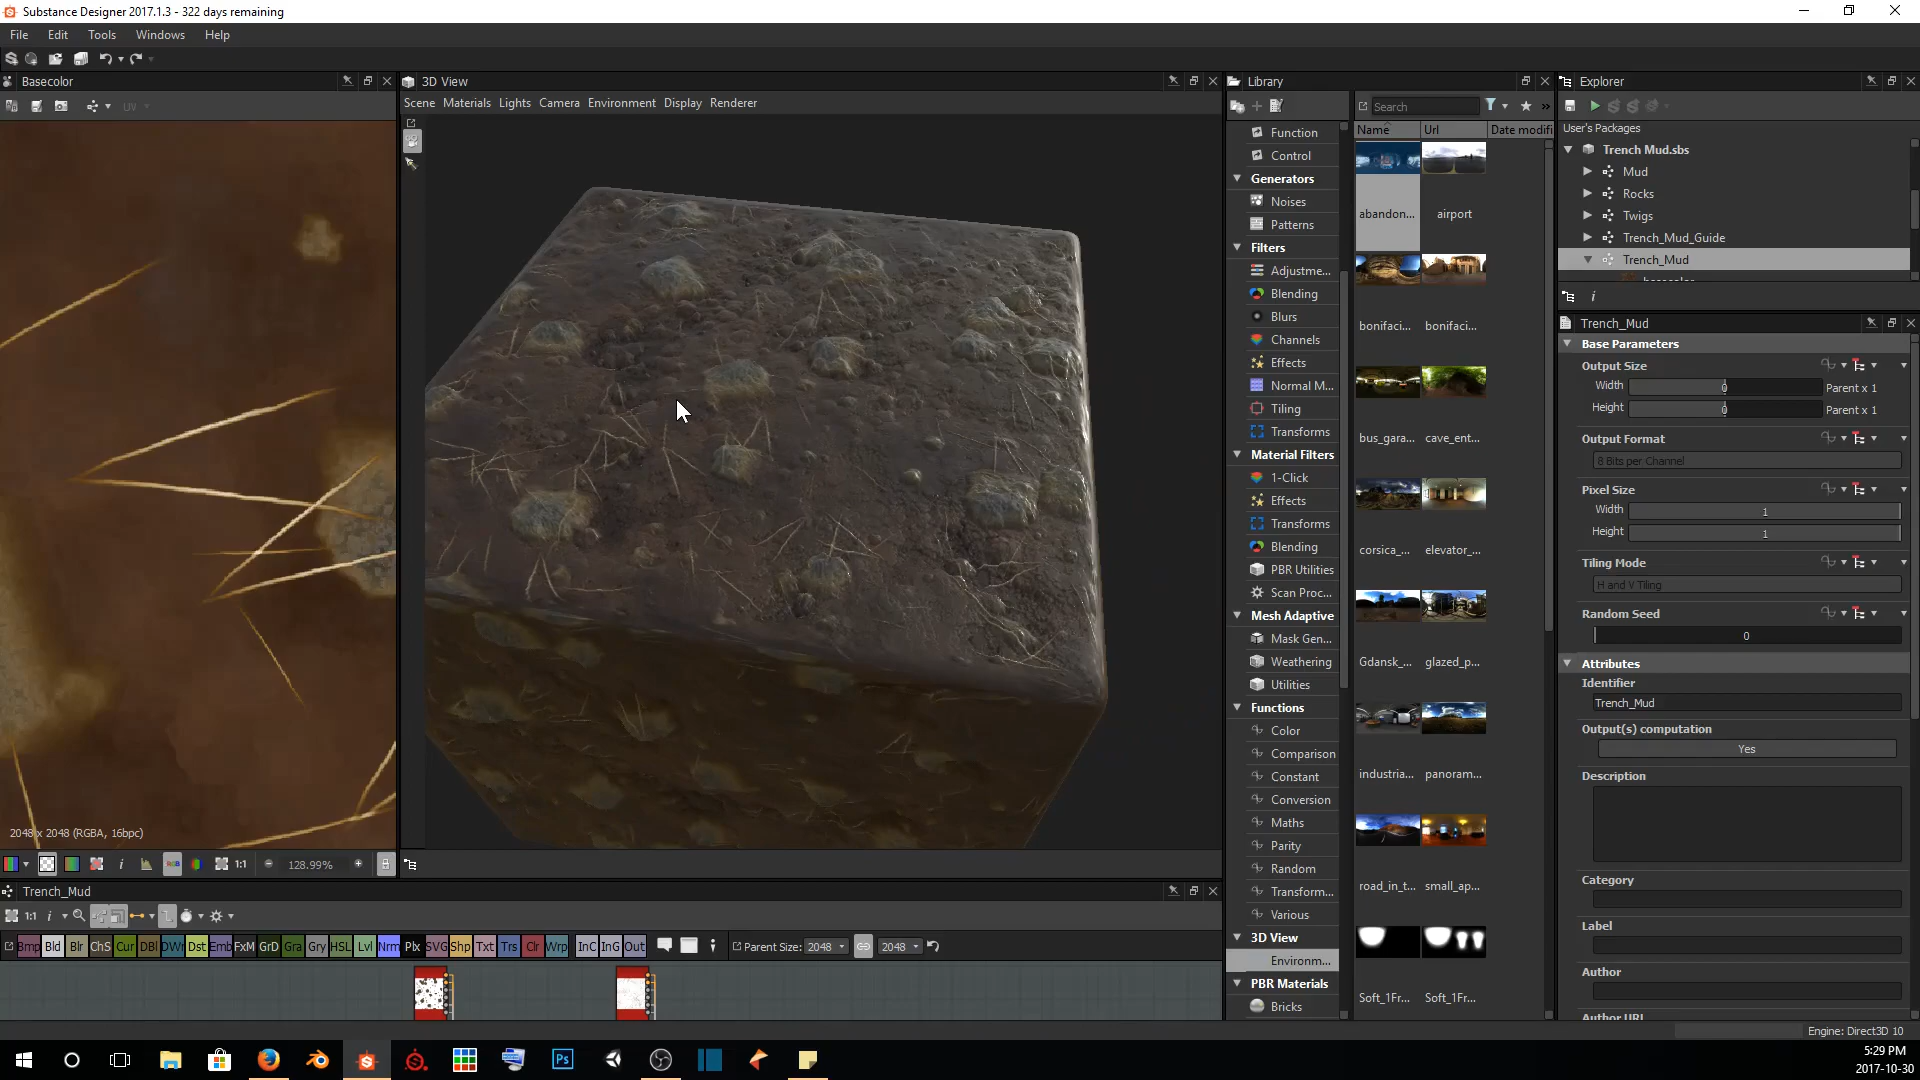 Substance Designer 2017.1.3 - 322 days remaining
File Edit Tools Windows Help
Basecolor
3D View
Library
Explorer
Scene Materials Lights Camera Environment Display Renderer
UV
Search
Name Url Date modifi
User's Packages
Trench Mud.sbs
Mud
Rocks
Twigs
Trench_Mud_Guide
Trench_Mud
Function
Control
Generators
Noises
Patterns
Filters
Adjustme...
Blending
Blurs
Channels
Effects
Normal M...
Tiling
Transforms
Material Filters
1-Click
Effects
Transforms
Blending
PBR Utilities
Scan Proc...
Mesh Adaptive
Mask Gen...
Weathering
Utilities
Functions
Color
Comparison
Constant
Conversion
Maths
Parity
Random
Transform...
Various
3D View
Environm...
PBR Materials
Bricks
abandon... airport
bonifaci... bonifaci...
bus_gara... cave_ent...
corsica_... elevator_...
Gdansk_... glazed_p...
industria... panoram...
road_in_t... small_ap...
Soft_1Fr... Soft_1Fr...
Trench_Mud
Base Parameters
Output Size
Width 0 Parent x 1
Height 0 Parent x 1
Output Format
8 Bits per Channel
Pixel Size
Width 1
Height 1
Tiling Mode
H and V Tiling
Random Seed
0
Attributes
Identifier
Trench_Mud
Output(s) computation
Yes
Description
Category
Label
Author
Author URL
2048 x 2048 (RGBA, 16bpc)
1:1 128.99%
Trench_Mud
1:1
Bmp Bld Blr ChS Cur DBl DWr Dst Emb FxM GrD Gra Gry HSL Lvl Nrm Plx SVG Shp Txt Trs Clr Wrp InC InG Out Parent Size: 2048 2048
Engine: Direct3D 10
5:29 PM
2017-10-30